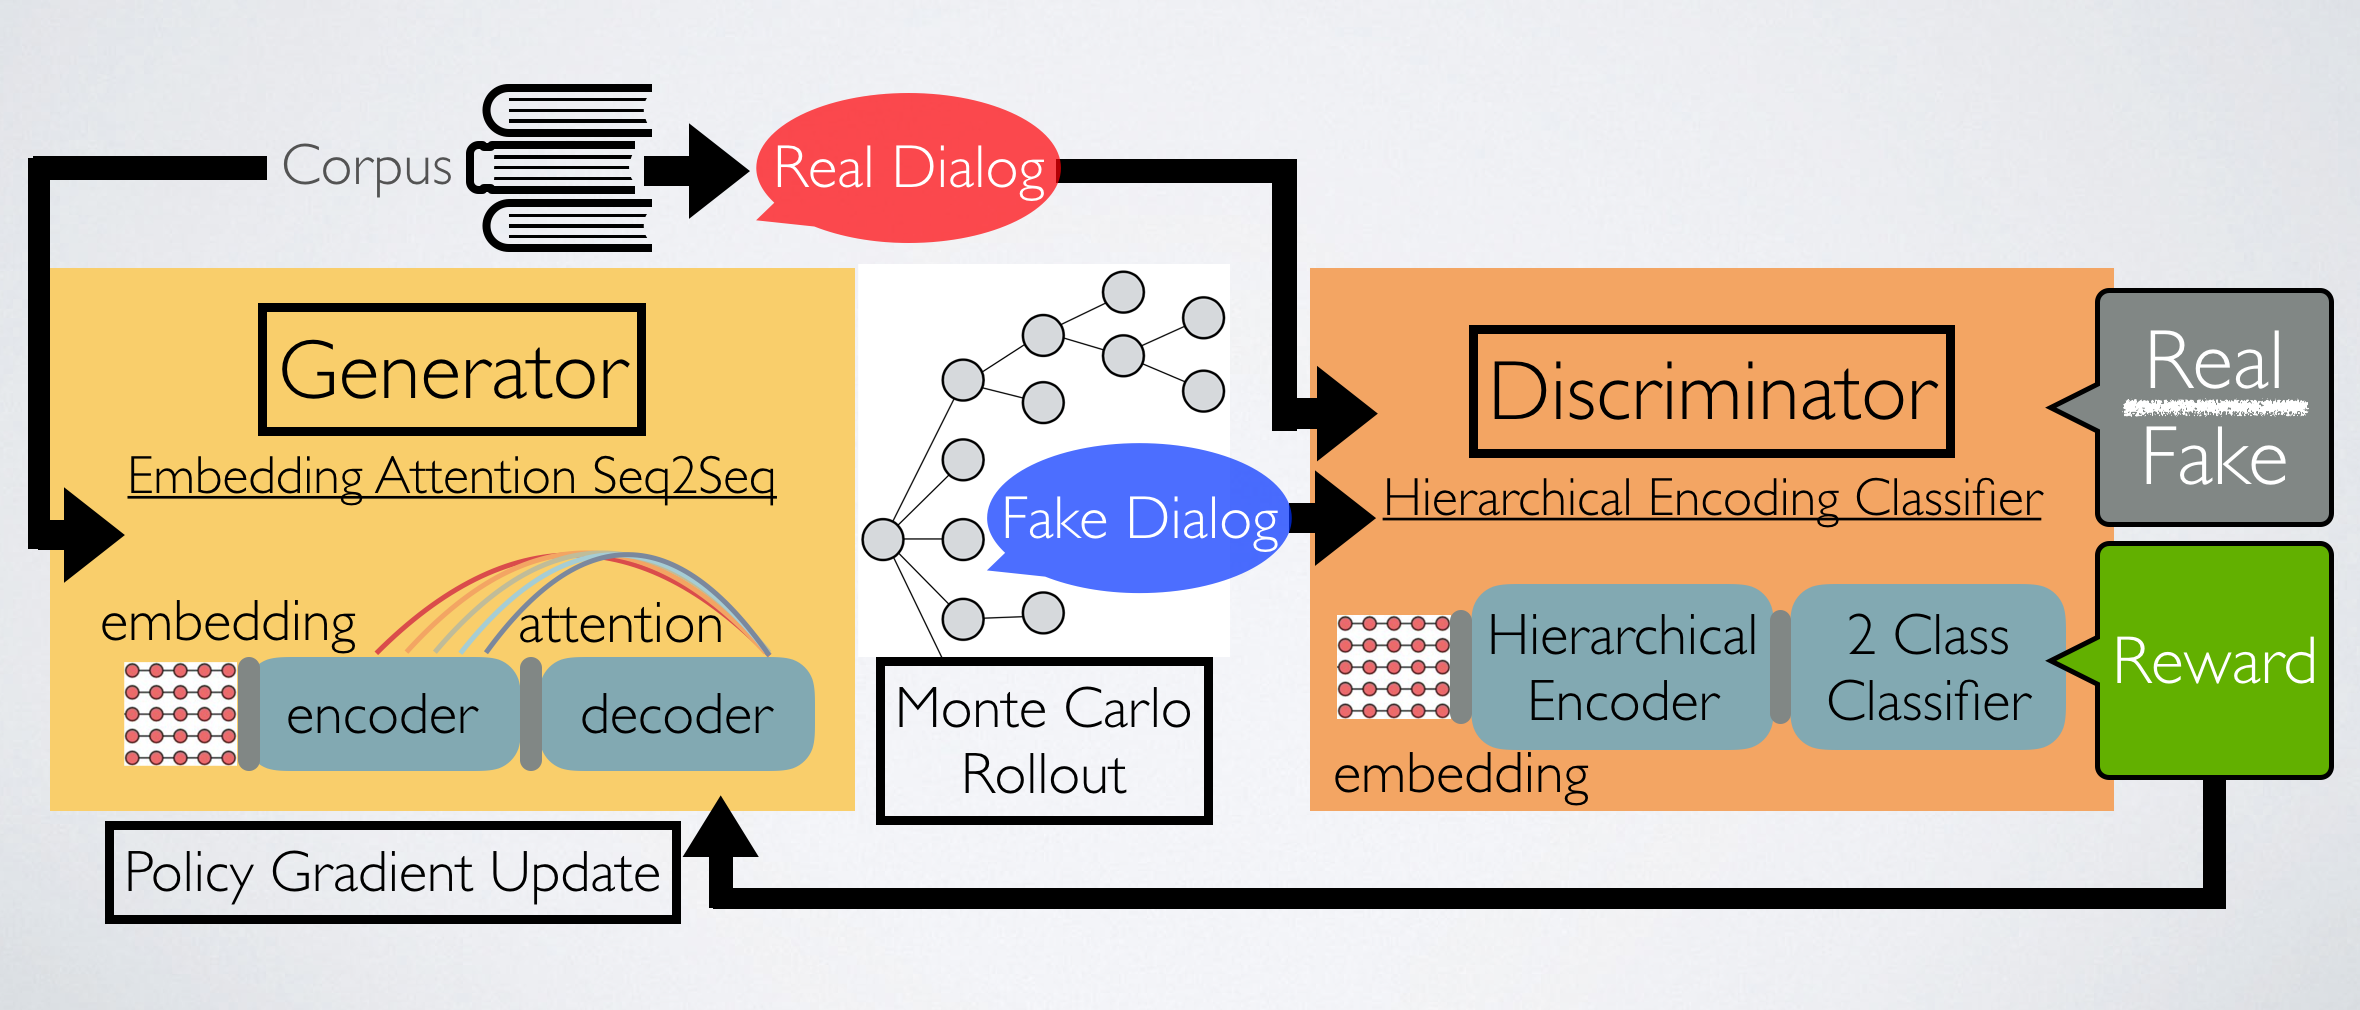 Corpus
Real Dialog
Generator
Embedding Attention Seq2Seq
embedding
attention
encoder
decoder
Policy Gradient Update
Fake Dialog
Monte Carlo
Rollout
Discriminator
Hierarchical Encoding Classifier
Hierarchical
Encoder
2 Class
Classifier
embedding
Real
Fake
Reward